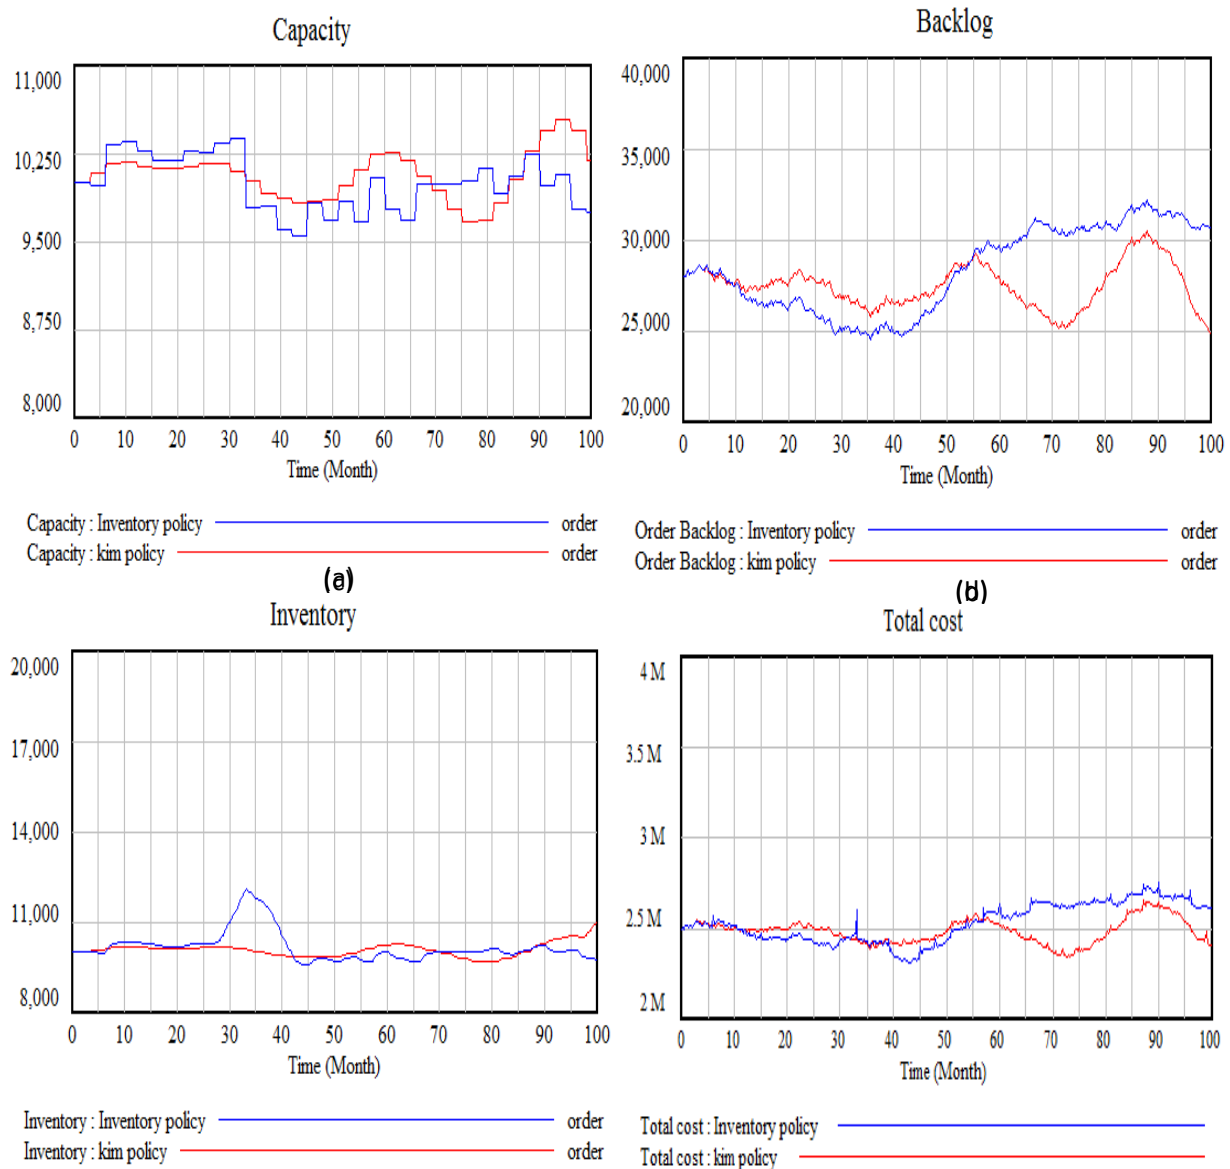 Capacity
11,000
10,250
9,500
8,750
8,000
0 10 20 30 40 50 60 70 80 90 100
Time (Month)
Capacity : Inventory policy order
Capacity : kim policy order
(a)
Backlog
40,000
35,000
30,000
25,000
20,000
0 10 20 30 40 50 60 70 80 90 100
Time (Month)
Order Backlog : Inventory policy order
Order Backlog : kim policy order
(b)
Inventory
20,000
17,000
14,000
11,000
8,000
0 10 20 30 40 50 60 70 80 90 100
Time (Month)
Inventory : Inventory policy order
Inventory : kim policy order
Total cost
4 M
3.5 M
3 M
2.5 M
2 M
0 10 20 30 40 50 60 70 80 90 100
Time (Month)
Total cost : Inventory policy
Total cost : kim policy